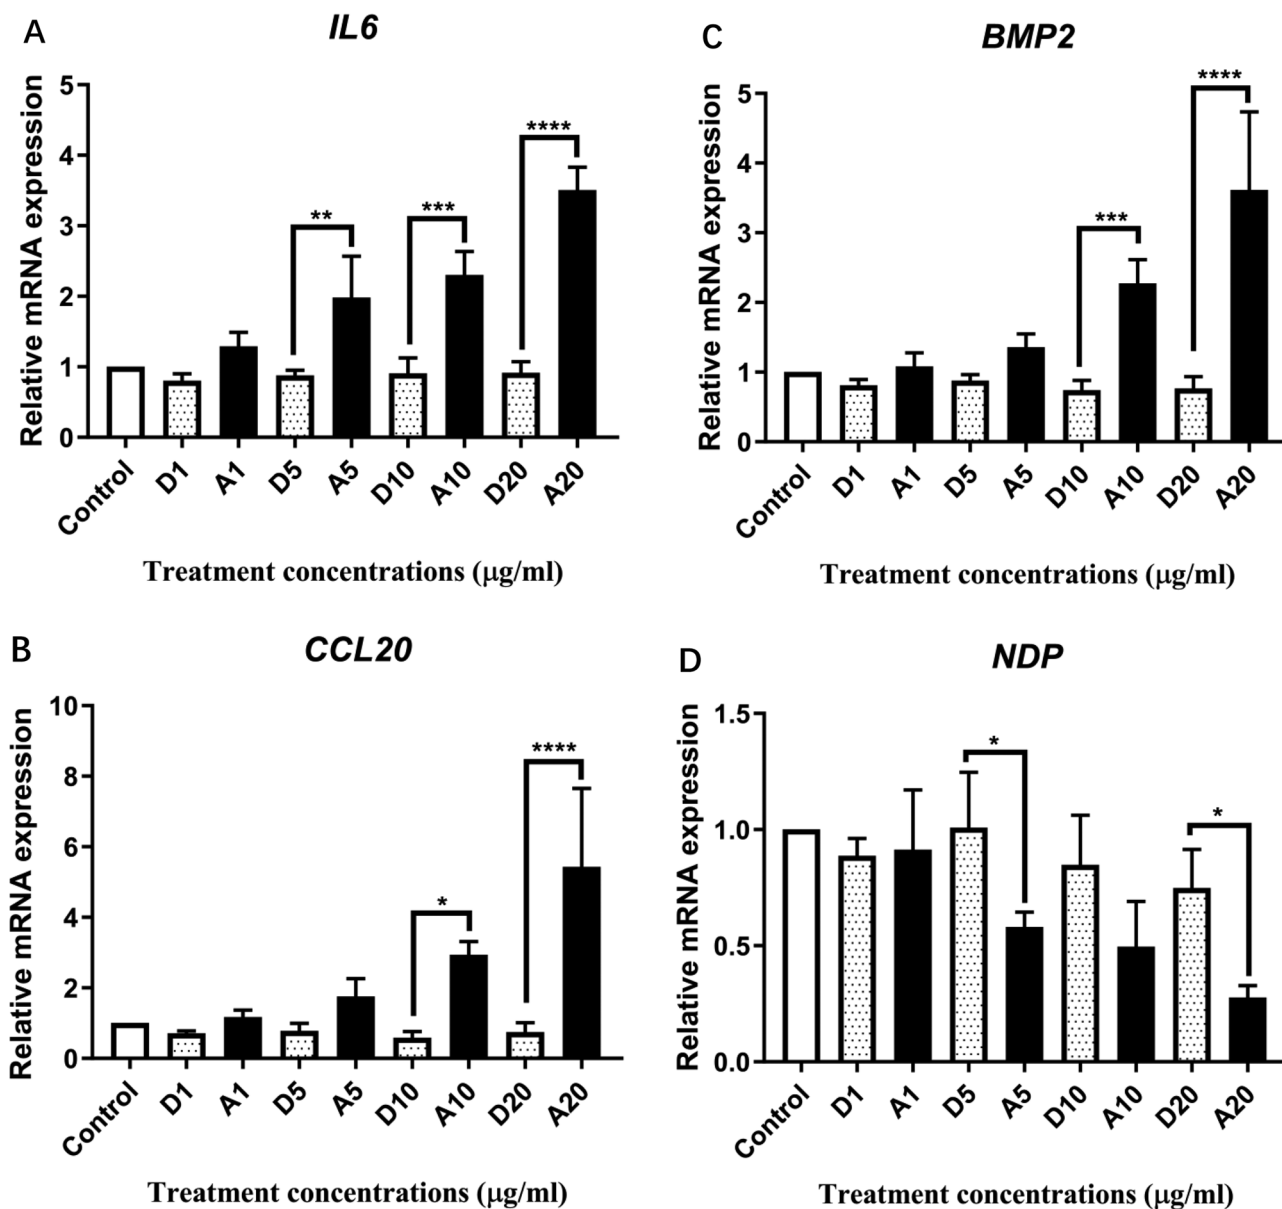 A
IL6
Relative mRNA expression
5
4
3
2
1
0
**
***
****
Control
D1
A1
D5
A5
D10
A10
D20
A20
Treatment concentrations (μg/ml)
C
BMP2
Relative mRNA expression
5
4
3
2
1
0
***
****
Control
D1
A1
D5
A5
D10
A10
D20
A20
Treatment concentrations (μg/ml)
B
CCL20
Relative mRNA expression
10
8
6
4
2
0
*
****
Control
D1
A1
D5
A5
D10
A10
D20
A20
Treatment concentrations (μg/ml)
D
NDP
Relative mRNA expression
1.5
1.0
0.5
0.0
*
*
Control
D1
A1
D5
A5
D10
A10
D20
A20
Treatment concentrations (μg/ml)